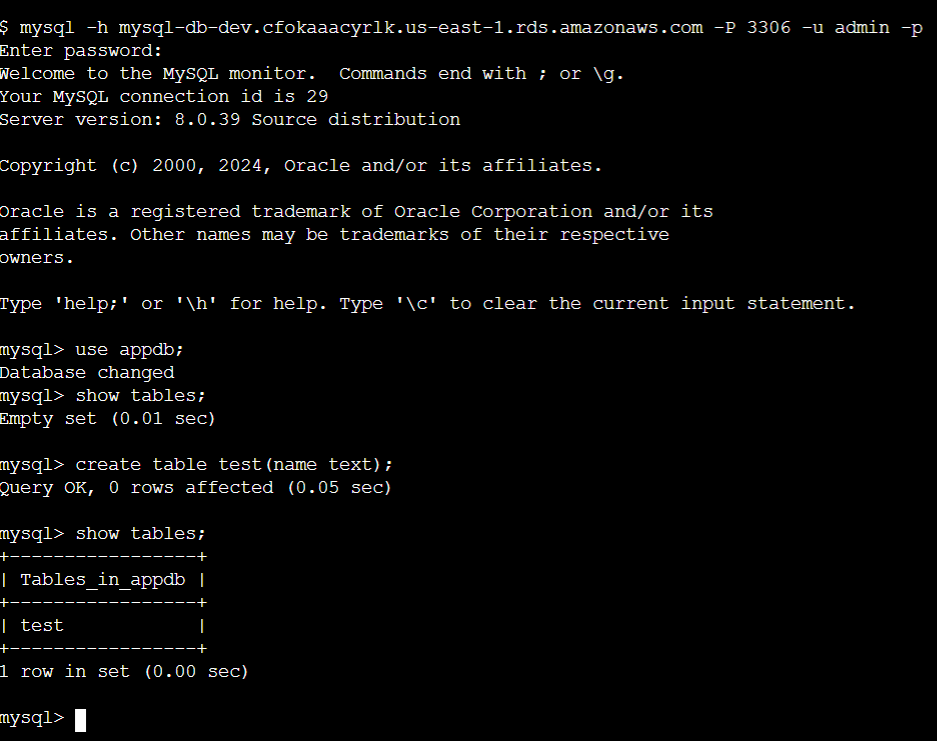 $ mysql -h mysql-db-dev.cfokaaacyrlk.us-east-1.rds.amazonaws.com -P 3306 -u admin -p
Enter password:
Welcome to the MySQL monitor.  Commands end with ; or \g.
Your MySQL connection id is 29
Server version: 8.0.39 Source distribution

Copyright (c) 2000, 2024, Oracle and/or its affiliates.

Oracle is a registered trademark of Oracle Corporation and/or its
affiliates. Other names may be trademarks of their respective
owners.

Type 'help;' or '\h' for help. Type '\c' to clear the current input statement.

mysql> use appdb;
Database changed
mysql> show tables;
Empty set (0.01 sec)

mysql> create table test(name text);
Query OK, 0 rows affected (0.05 sec)

mysql> show tables;
+-----------------+
| Tables_in_appdb |
+-----------------+
| test            |
+-----------------+
1 row in set (0.00 sec)

mysql>